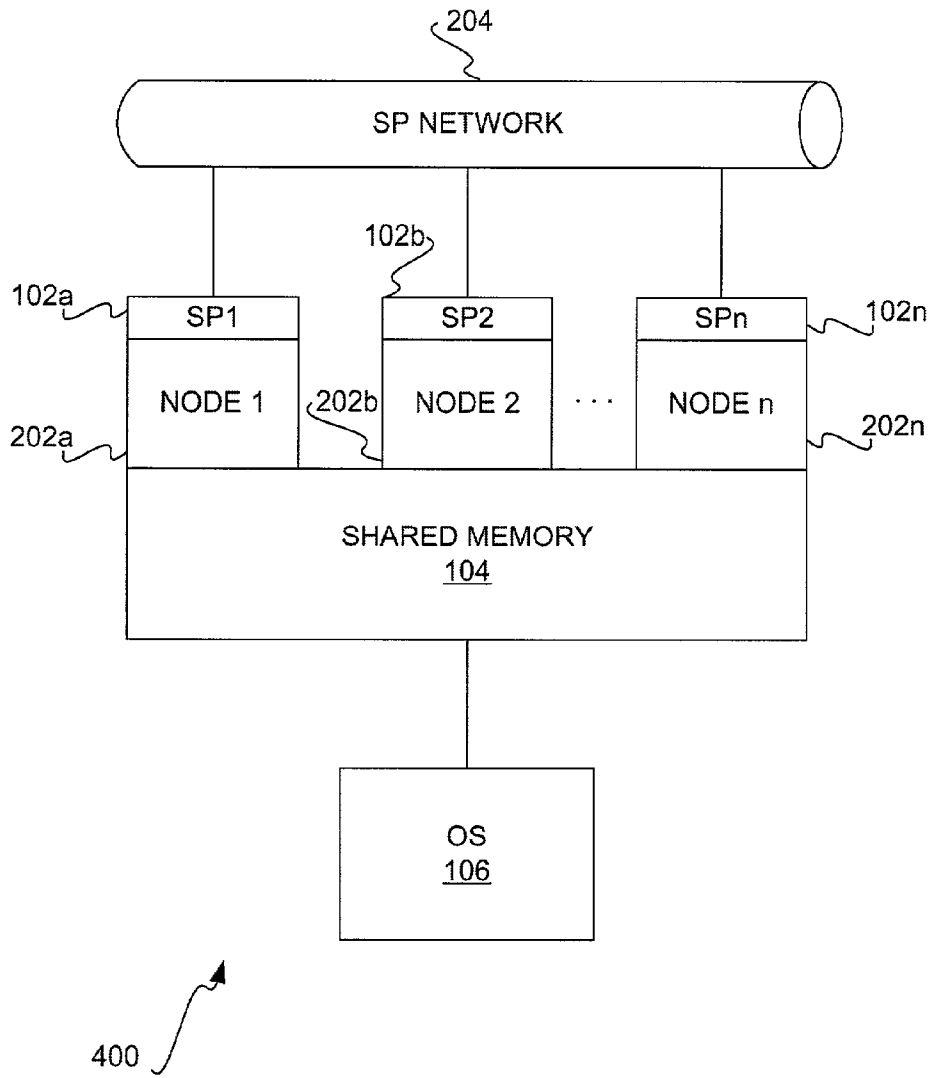 204
SP NETWORK
102b
102a
SP1
SP2
SPn
102n
NODE 1
202b
NODE 2
. . .
NODE n
202a
202n
SHARED MEMORY
104
OS
106
400